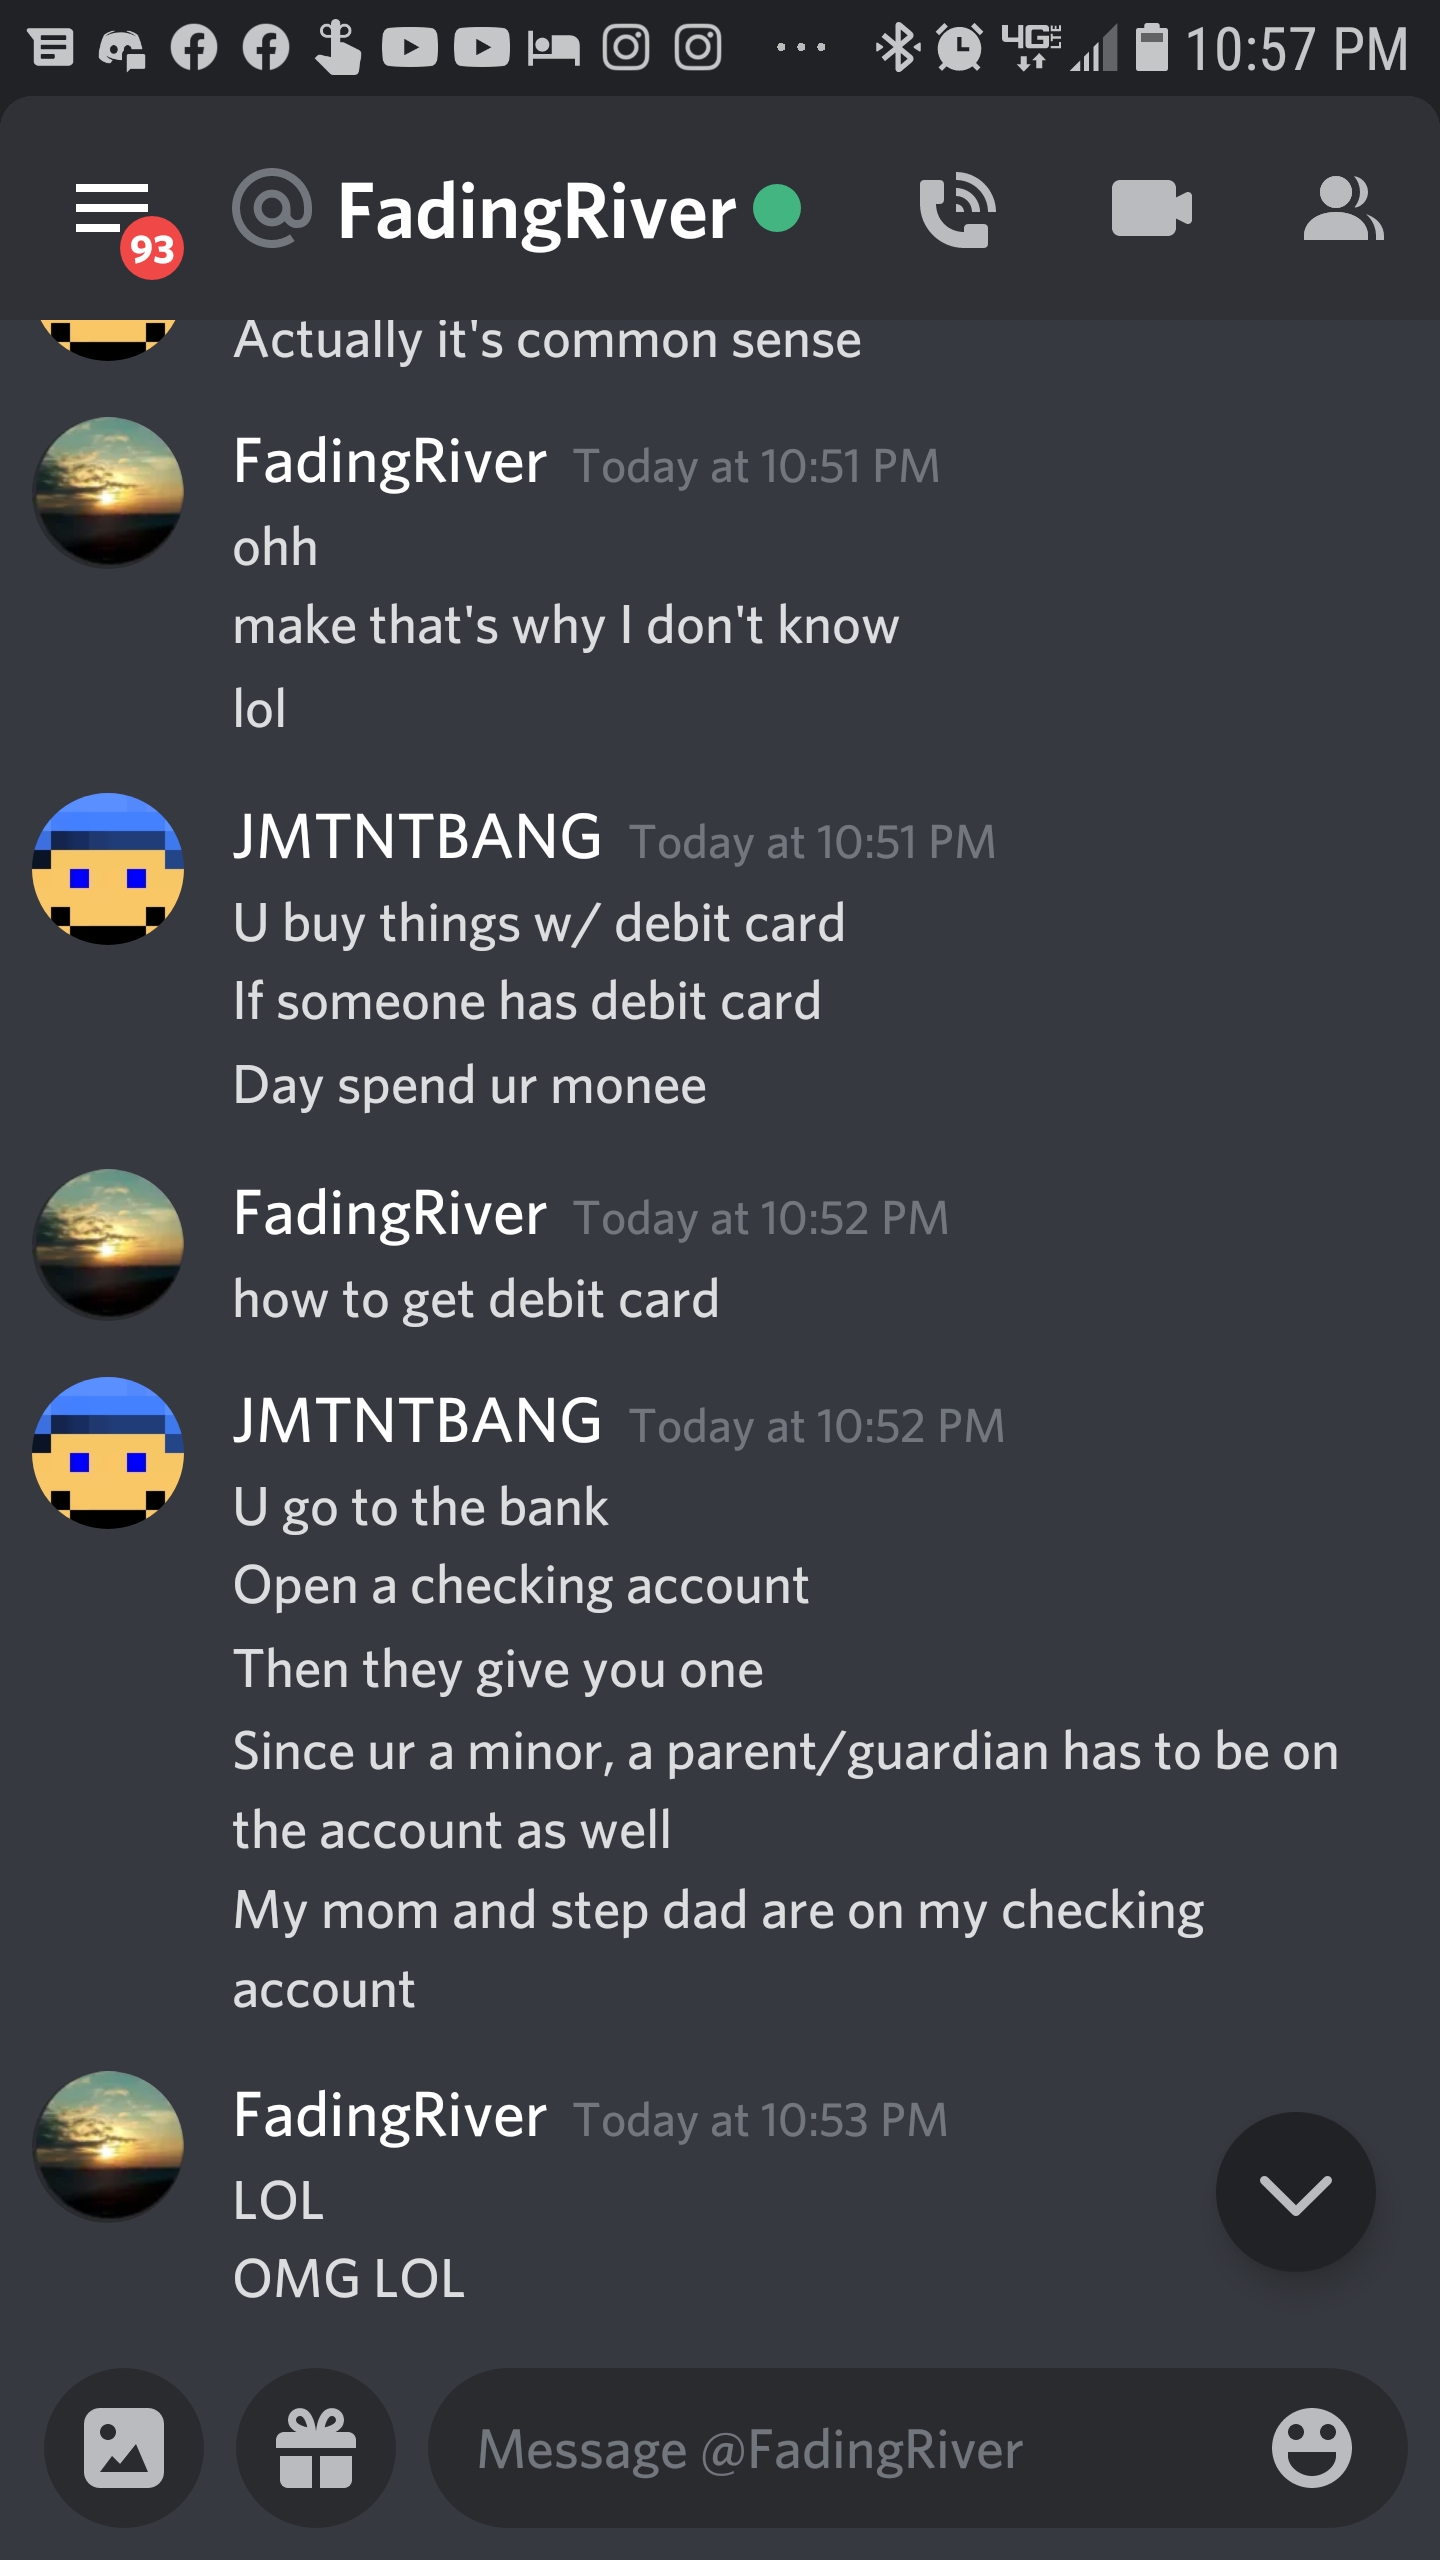 4G LTE 10:57 PM
93
@ FadingRiver
Actually it's common sense
FadingRiver Today at 10:51 PM
ohh
make that's why I don't know
lol
JMTNTBANG Today at 10:51 PM
U buy things w/ debit card
If someone has debit card
Day spend ur monee
FadingRiver Today at 10:52 PM
how to get debit card
JMTNTBANG Today at 10:52 PM
U go to the bank
Open a checking account
Then they give you one
Since ur a minor, a parent/guardian has to be on
the account as well
My mom and step dad are on my checking
account
FadingRiver Today at 10:53 PM
LOL
OMG LOL
Message @FadingRiver